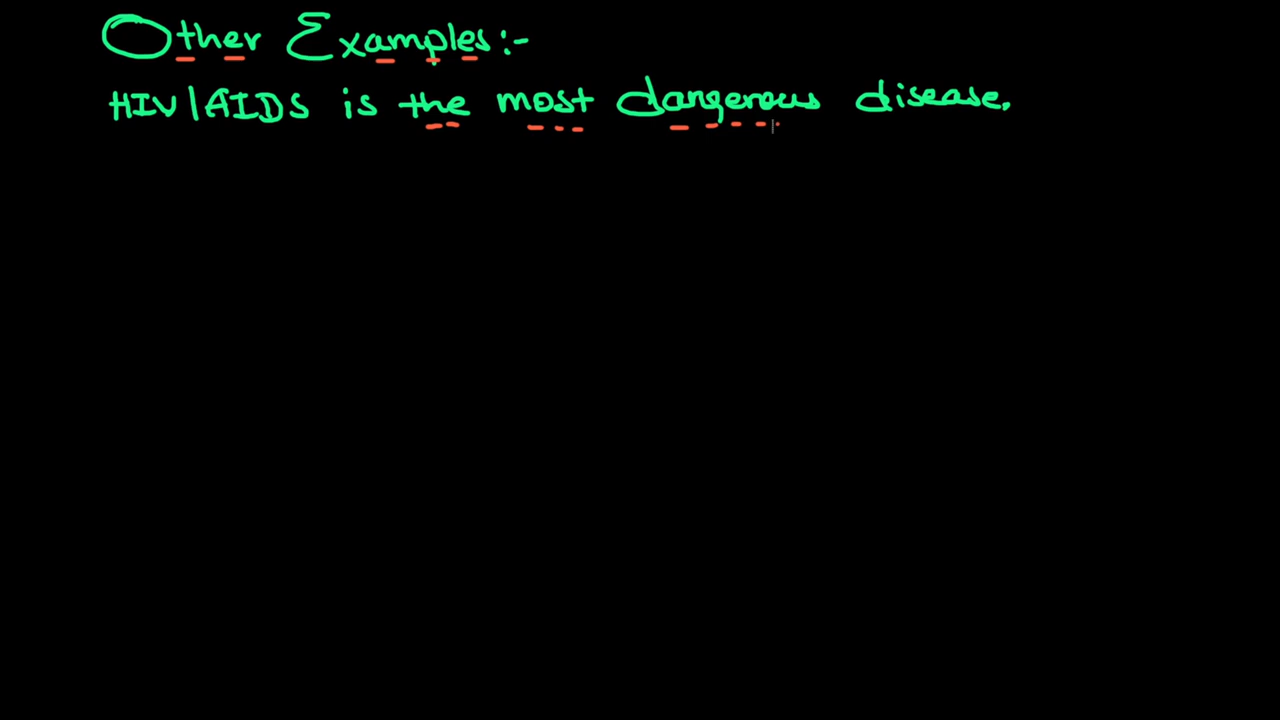 Other Examples:-
HIV/AIDS is the most dangerous disease.